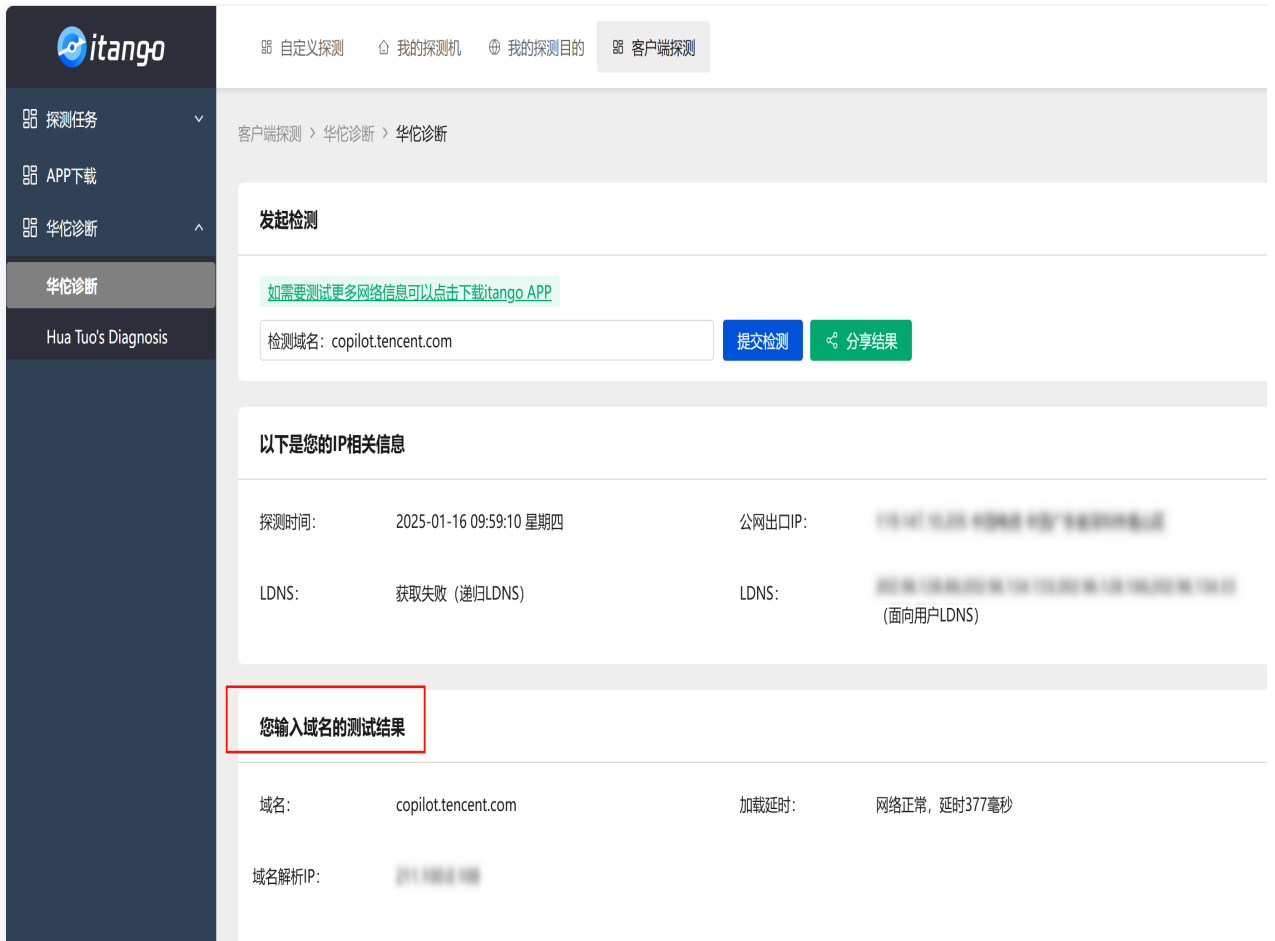 itango
自定义探测
我的探测机
我的探测目的
客户端探测
探测任务
APP下载
华佗诊断
华佗诊断
Hua Tuo's Diagnosis
客户端探测 > 华佗诊断 > 华佗诊断
发起检测
如需要测试更多网络信息可以点击下载itango APP
检测域名：copilot.tencent.com
提交检测
分享结果
以下是您的IP相关信息
探测时间：
2025-01-16 09:59:10 星期四
公网出口IP：
LDNS：
获取失败（递归LDNS）
LDNS：
（面向用户LDNS）
您输入域名的测试结果
域名：
copilot.tencent.com
加载延时：
网络正常，延时377毫秒
域名解析IP：